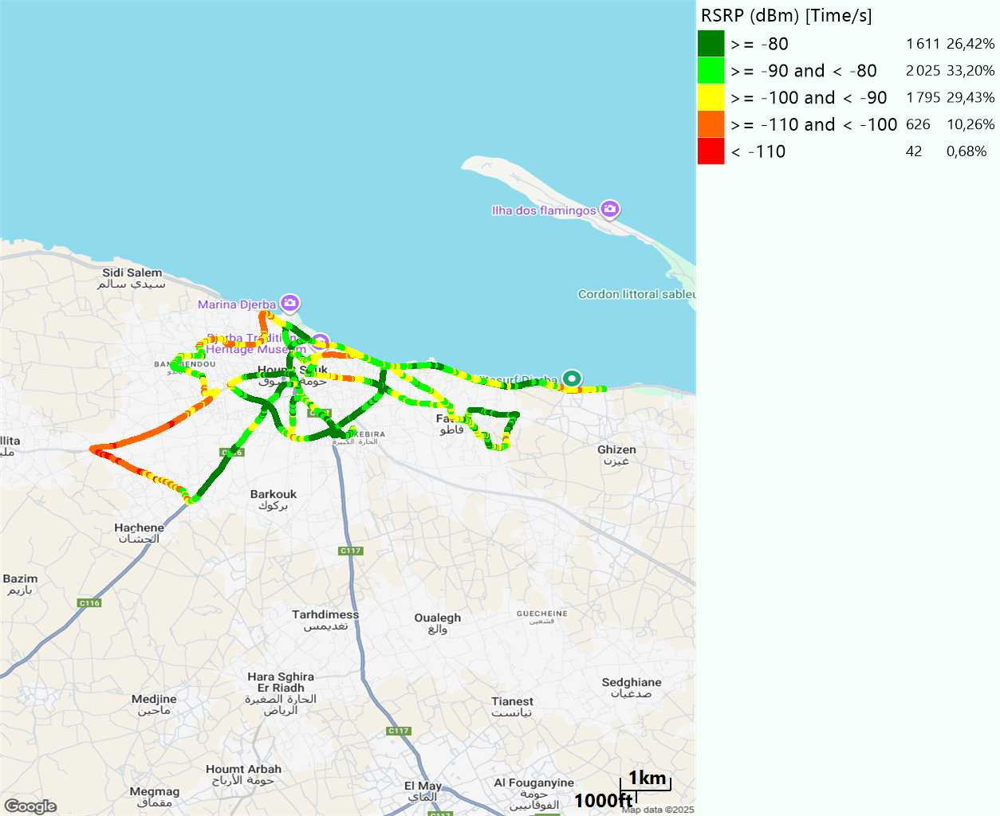 RSRP (dBm) [Time/s]
>= -80 1 611 26,42%
>= -90 and < -80 2 025 33,20%
>= -100 and < -90 1 795 29,43%
>= -110 and < -100 626 10,26%
< -110 42 0,68%
Ilha dos flamingos
Sidi Salem
سيدي سالم
Cordon littoral sableu
Marina Djerba
Heritage Museum
حومة
Ghizen
غيزن
فاطو
Barkouk
بركوك
Hachene
الحشان
Bazim
بازيم
C116
C117
Tarhdimess
تغديمس
Oualegh
والغ
GUECHEINE
قشعيين
Hara Sghira
Er Riadh
الحارة الصغيرة
الرياض
Sedghiane
صدغيان
Medjine
ماجين
Tianest
تيانست
C117
Houmt Arbah
حومة الأرباح
Megmag
مقماق
El May
الماي
Al Fouganyine
حومة
الفوقانيين
1km
1000ft
C117
Google
Map data ©2025